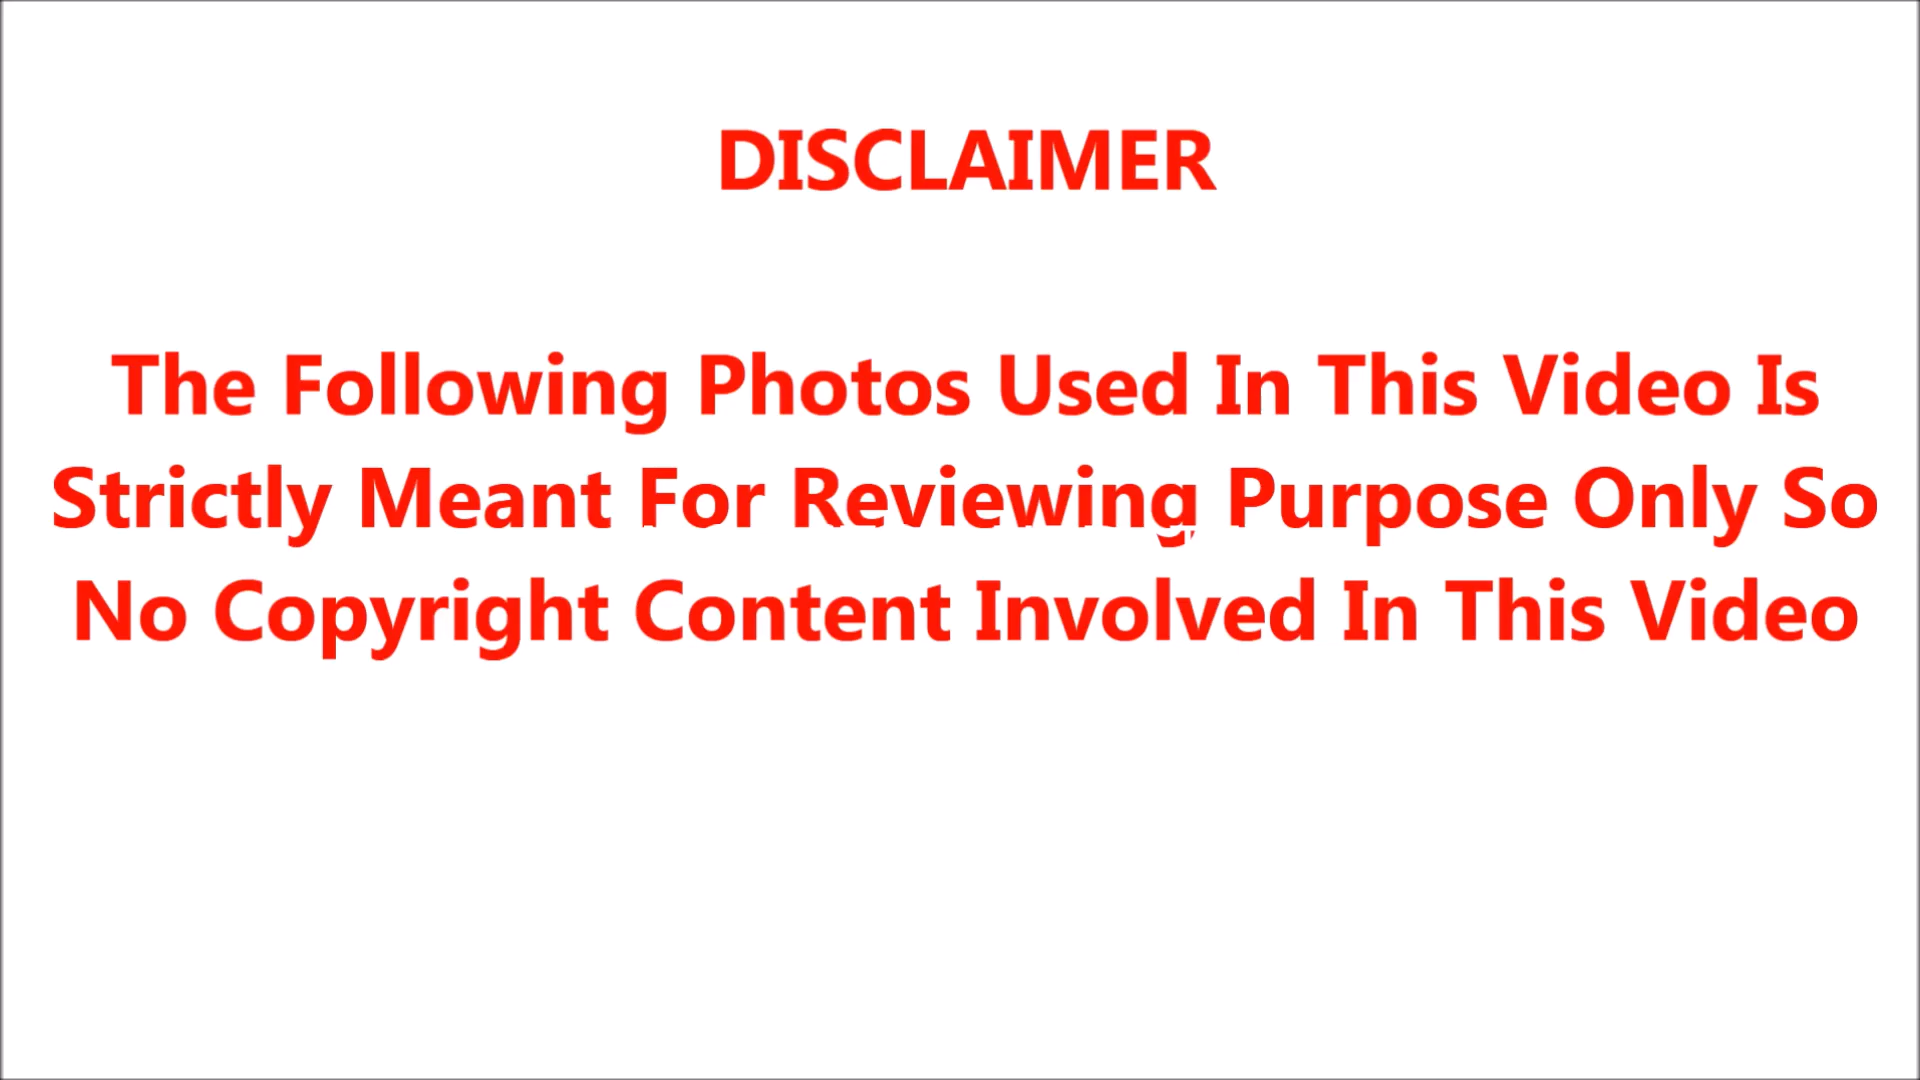 DISCLAIMER
The Following Photos Used In This Video Is
Strictly Meant For Reviewing Purpose Only So
No Copyright Content Involved In This Video